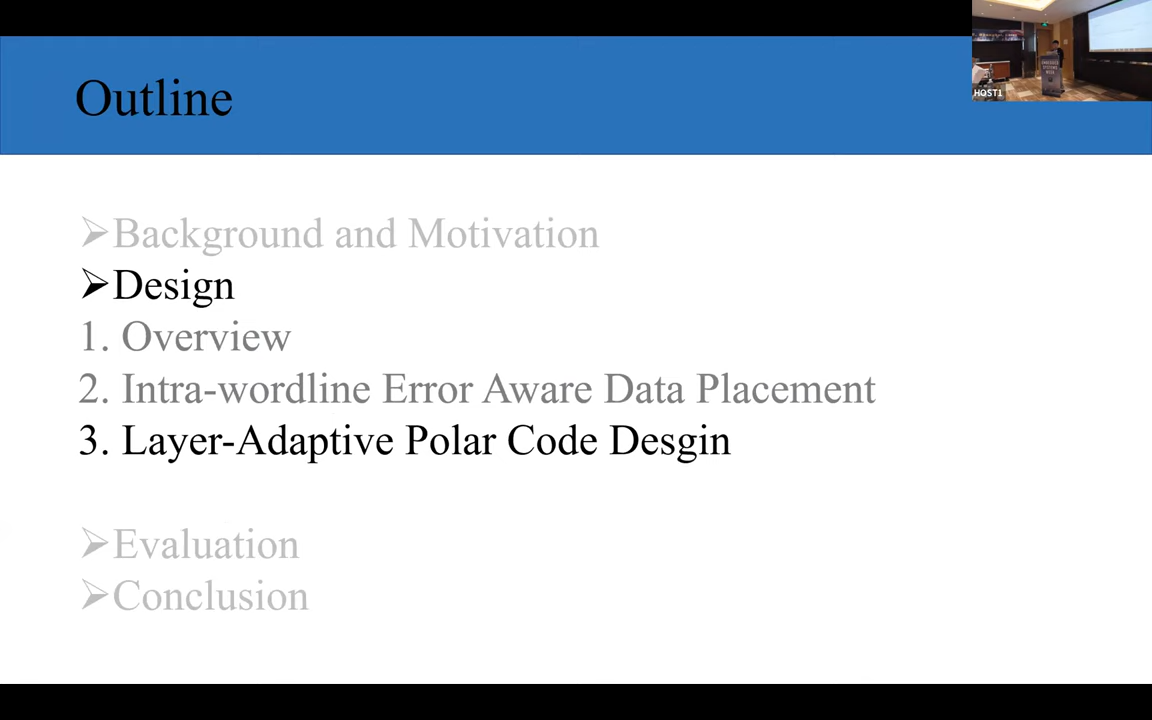 Outline
HOST1
➢Background and Motivation
➢Design
1. Overview
2. Intra-wordline Error Aware Data Placement
3. Layer-Adaptive Polar Code Desgin
➢Evaluation
➢Conclusion